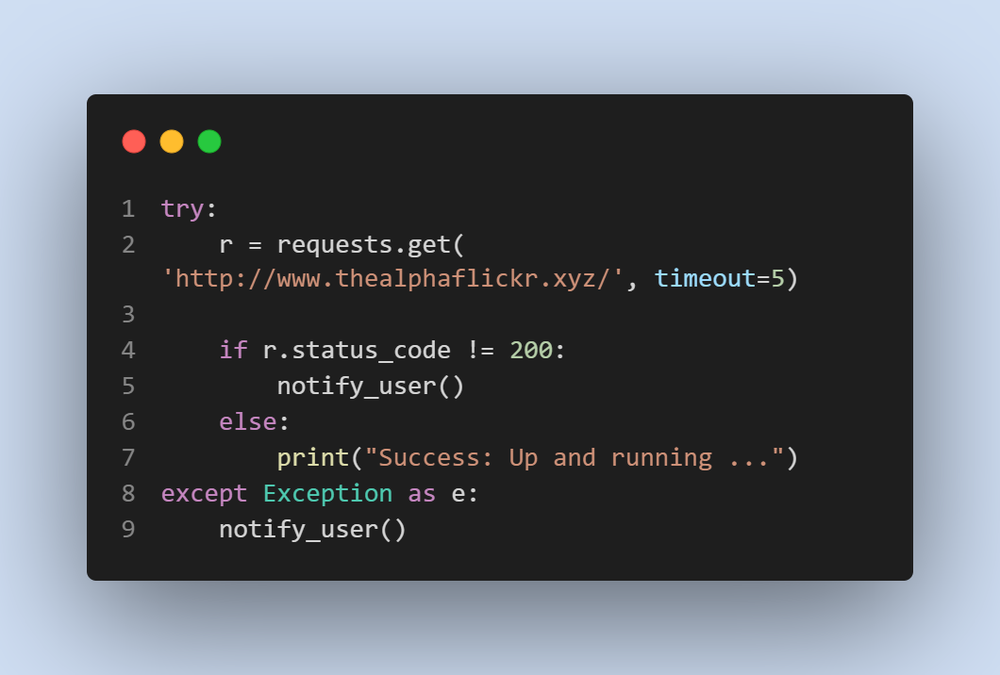 1 try:
2     r = requests.get(
'http://www.thealphaflickr.xyz/', timeout=5)
3
4     if r.status_code != 200:
5         notify_user()
6     else:
7         print("Success: Up and running ...")
8 except Exception as e:
9     notify_user()